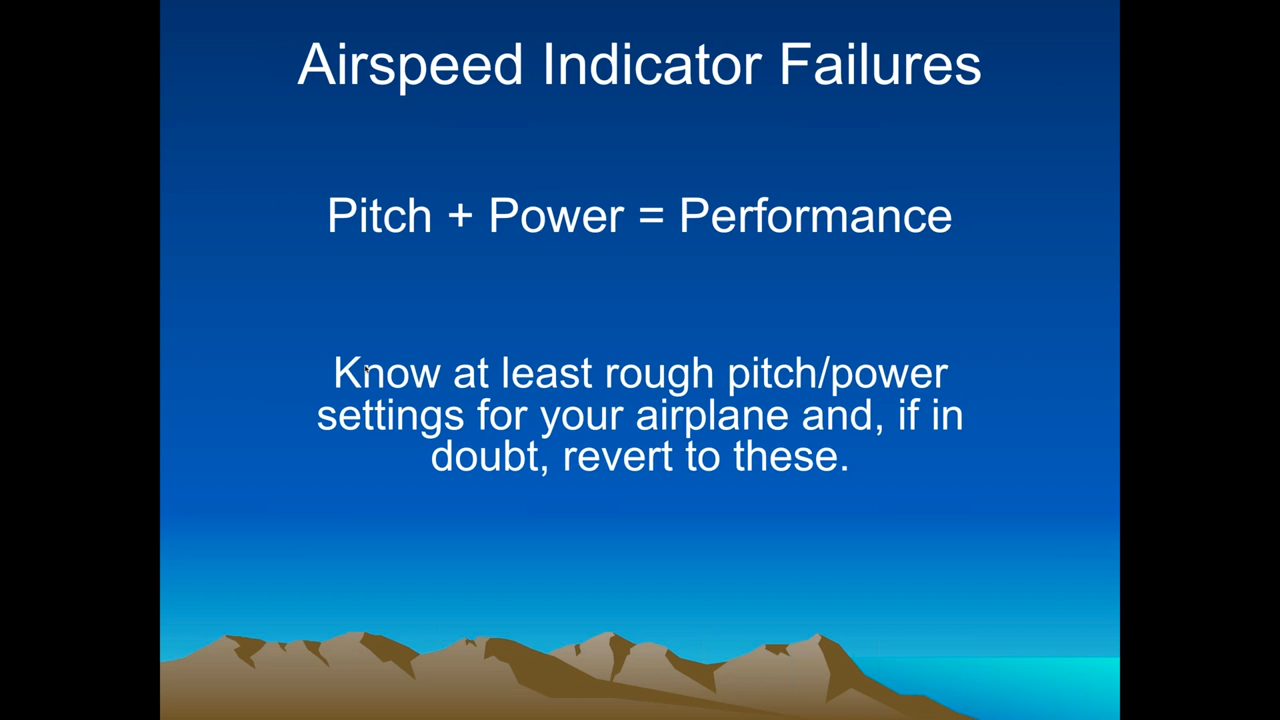 Airspeed Indicator Failures
Pitch + Power = Performance
Know at least rough pitch/power
settings for your airplane and, if in
doubt, revert to these.